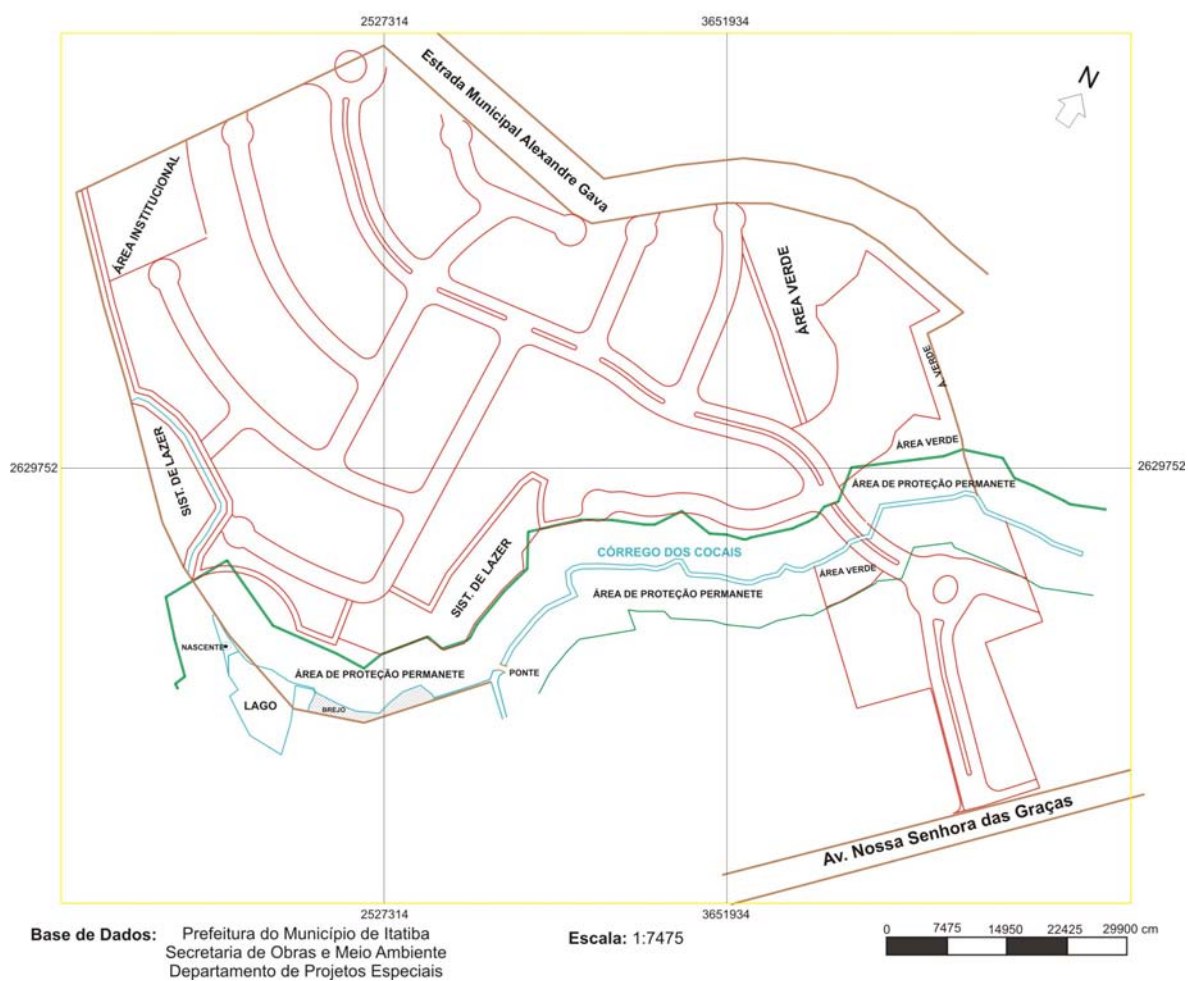 2527314
3651934
Estrada Municipal Alexandre Gava
N
ÁREA INSTITUCIONAL
ÁREA VERDE
A. VERDE
SIST. DE LAZER
ÁREA VERDE
2629752
2629752
ÁREA DE PROTEÇÃO PERMANETE
SIST. DE LAZER
CÓRREGO DOS COCAIS
ÁREA VERDE
ÁREA DE PROTEÇÃO PERMANETE
NASCENTE
ÁREA DE PROTEÇÃO PERMANETE
PONTE
LAGO
BREJO
Av. Nossa Senhora das Graças
2527314
3651934
Base de Dados: Prefeitura do Município de Itatiba
Secretaria de Obras e Meio Ambiente
Departamento de Projetos Especiais
Escala: 1:7475
0 7475 14950 22425 29900 cm